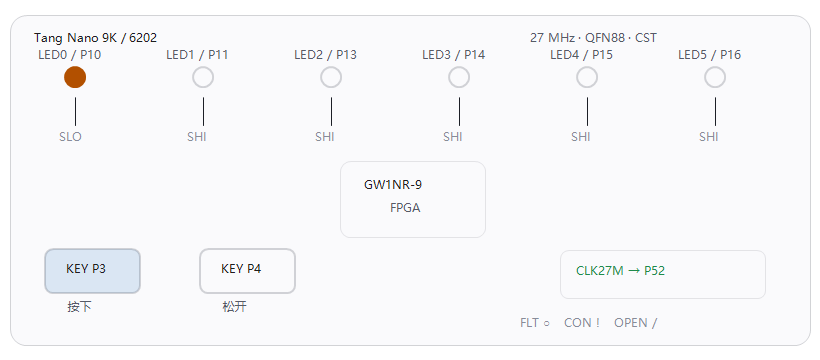 Tang Nano 9K / 6202
27 MHz · QFN88 · CST
LED0 / P10 LED1 / P11 LED2 / P13 LED3 / P14 LED4 / P15 LED5 / P16
SLO SHI SHI SHI SHI SHI
GW1NR-9
FPGA
KEY P3 KEY P4 CLK27M → P52
按下 松开
FLT ○ CON ! OPEN /